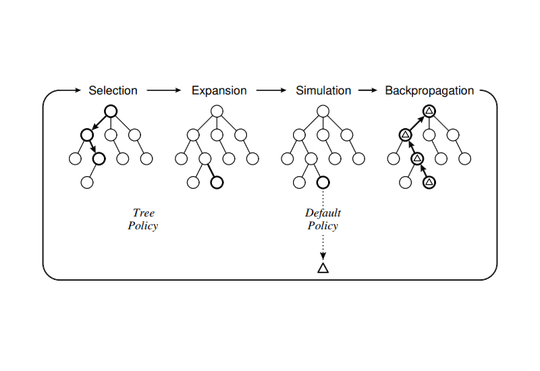 Selection
Expansion
Simulation
Backpropagation
Tree
Policy
Default
Policy